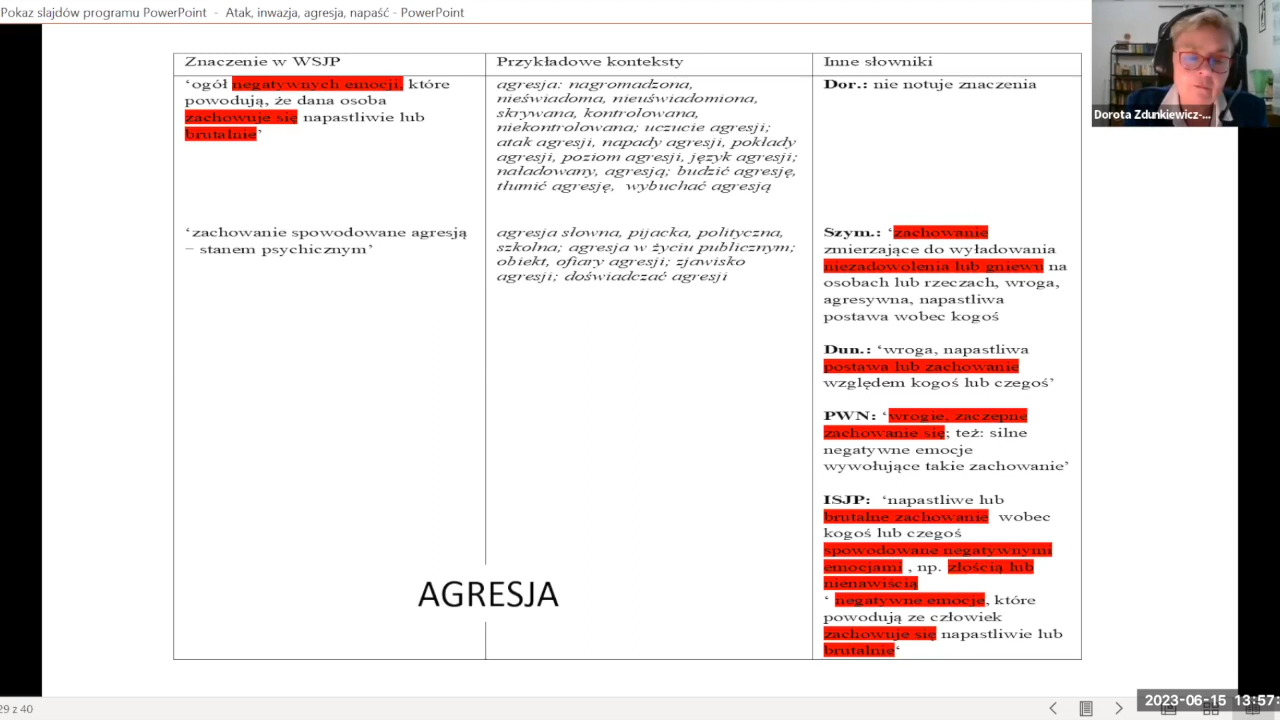 Pokaz slajdów programu PowerPoint - Atak, inwazja, agresja, napaść - PowerPoint
Znaczenie w WSJP
Przykładowe konteksty
Inne słowniki
‘ogół negatywnych emocji, które
powodują, że dana osoba
zachowuje się napastliwie lub
brutalnie’
agresja: nagromadzona,
nieświadoma, nieuświadomiona,
skrywana, kontrolowana,
niekontrolowana; uczucie agresji;
atak agresji, napady agresji, pokłady
agresji, poziom agresji, język agresji;
naładowany, agresją; budzić agresję,
tłumić agresję, wybuchać agresją
Dor.: nie notuje znaczenia
‘zachowanie spowodowane agresją
– stanem psychicznym’
agresja słowna, pijacka, polityczna,
szkolna; agresja w życiu publicznym;
obiekt, ofiary agresji; zjawisko
agresji; doświadczać agresji
Szym.: ‘zachowanie
zmierzające do wyładowania
niezadowolenia lub gniewu na
osobach lub rzeczach, wroga,
agresywna, napastliwa
postawa wobec kogoś
Dun.: ‘wroga, napastliwa
postawa lub zachowanie
względem kogoś lub czegoś’
PWN: ‘wrogie, zaczepne
zachowanie się; też: silne
negatywne emocje
wywołujące takie zachowanie’
ISJP: ‘napastliwe lub
brutalne zachowanie wobec
kogoś lub czegoś
spowodowane negatywnymi
emocjami , np. złością lub
nienawiścią
‘ negatywne emocje, które
powodują ze człowiek
zachowuje się napastliwie lub
brutalnie‘
AGRESJA
Dorota Zdunkiewicz-...
29 z 40
2023-06-15 13:57: